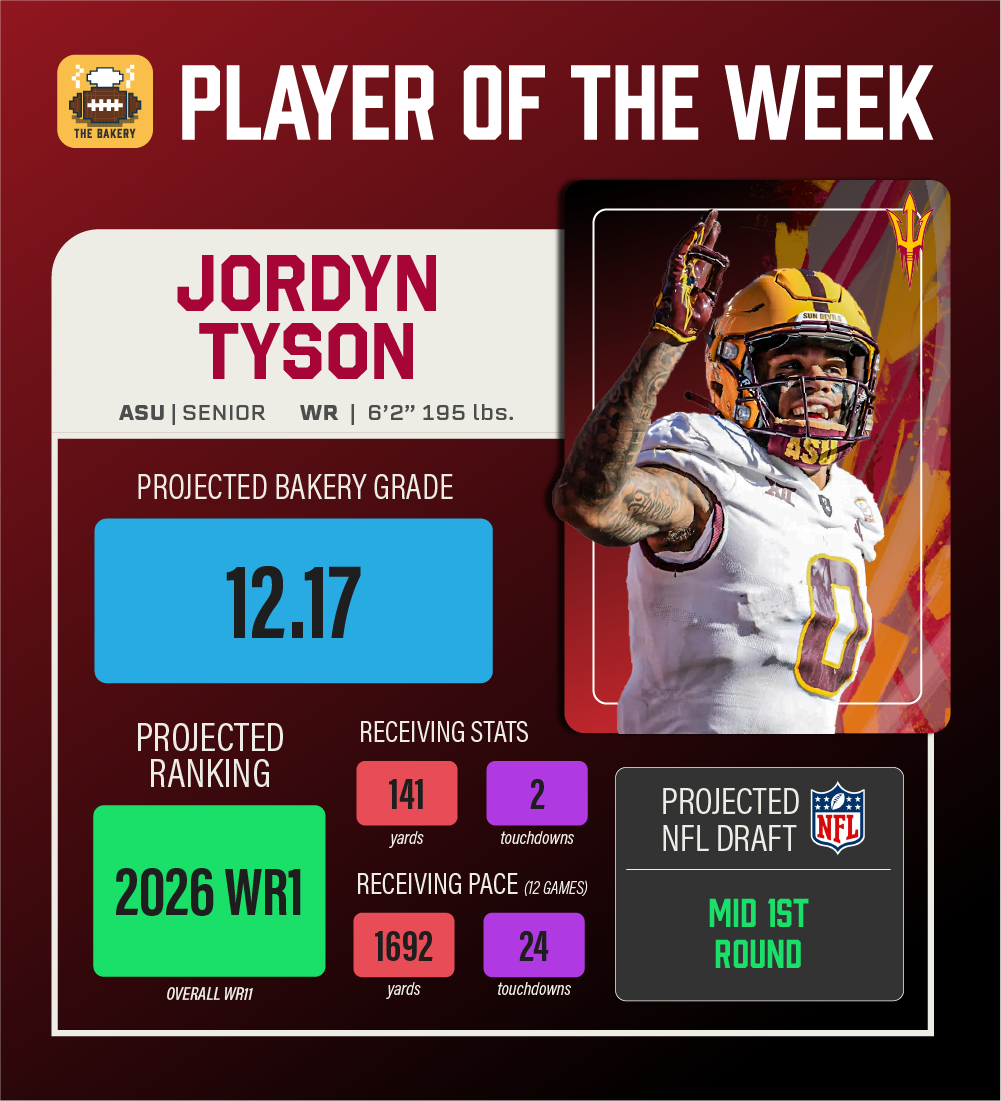 THE BAKERY
PLAYER OF THE WEEK
JORDYN
TYSON
ASU | SENIOR WR | 6’2” 195 lbs.
SUN DEVILS
ASU
XII
0
PROJECTED BAKERY GRADE
12.17
PROJECTED
RANKING
2026 WR1
OVERALL WR11
RECEIVING STATS
141 2
yards touchdowns
RECEIVING PACE (12 GAMES)
1692 24
yards touchdowns
PROJECTED
NFL DRAFT
NFL
MID 1ST
ROUND